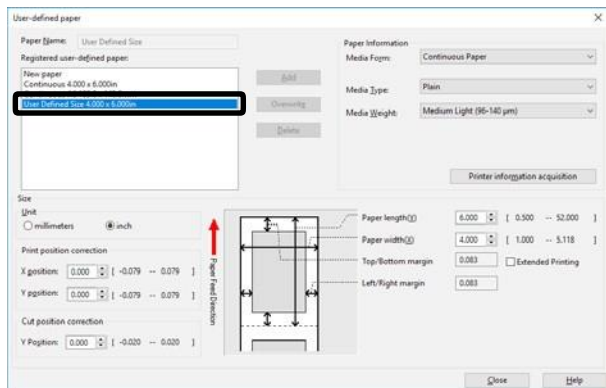 User-defined paper
Paper Name: User Defined Size
Registered user-defined paper:
New paper
Continuous 4.000 x 6.000in
User Defined Size 4.000 x 6.000in
Add
Overwrite
Delete
Paper Information
Media Form: Continuous Paper
Media Type: Plain
Media Weight: Medium Light (96-140 µm)
Printer information acquisition
Size
Unit
millimeters inch
Print position correction
X position: 0.000 [ -0.079 -- 0.079 ]
Y position: 0.000 [ -0.079 -- 0.079 ]
Cut position correction
Y Position: 0.000 [ -0.020 -- 0.020 ]
Paper Feed Direction
Paper length(Y) 6.000 [ 0.500 -- 52.000 ]
Paper width(X) 4.000 [ 1.000 -- 5.118 ]
Top/Bottom margin 0.083 Extended Printing
Left/Right margin 0.083
Close Help